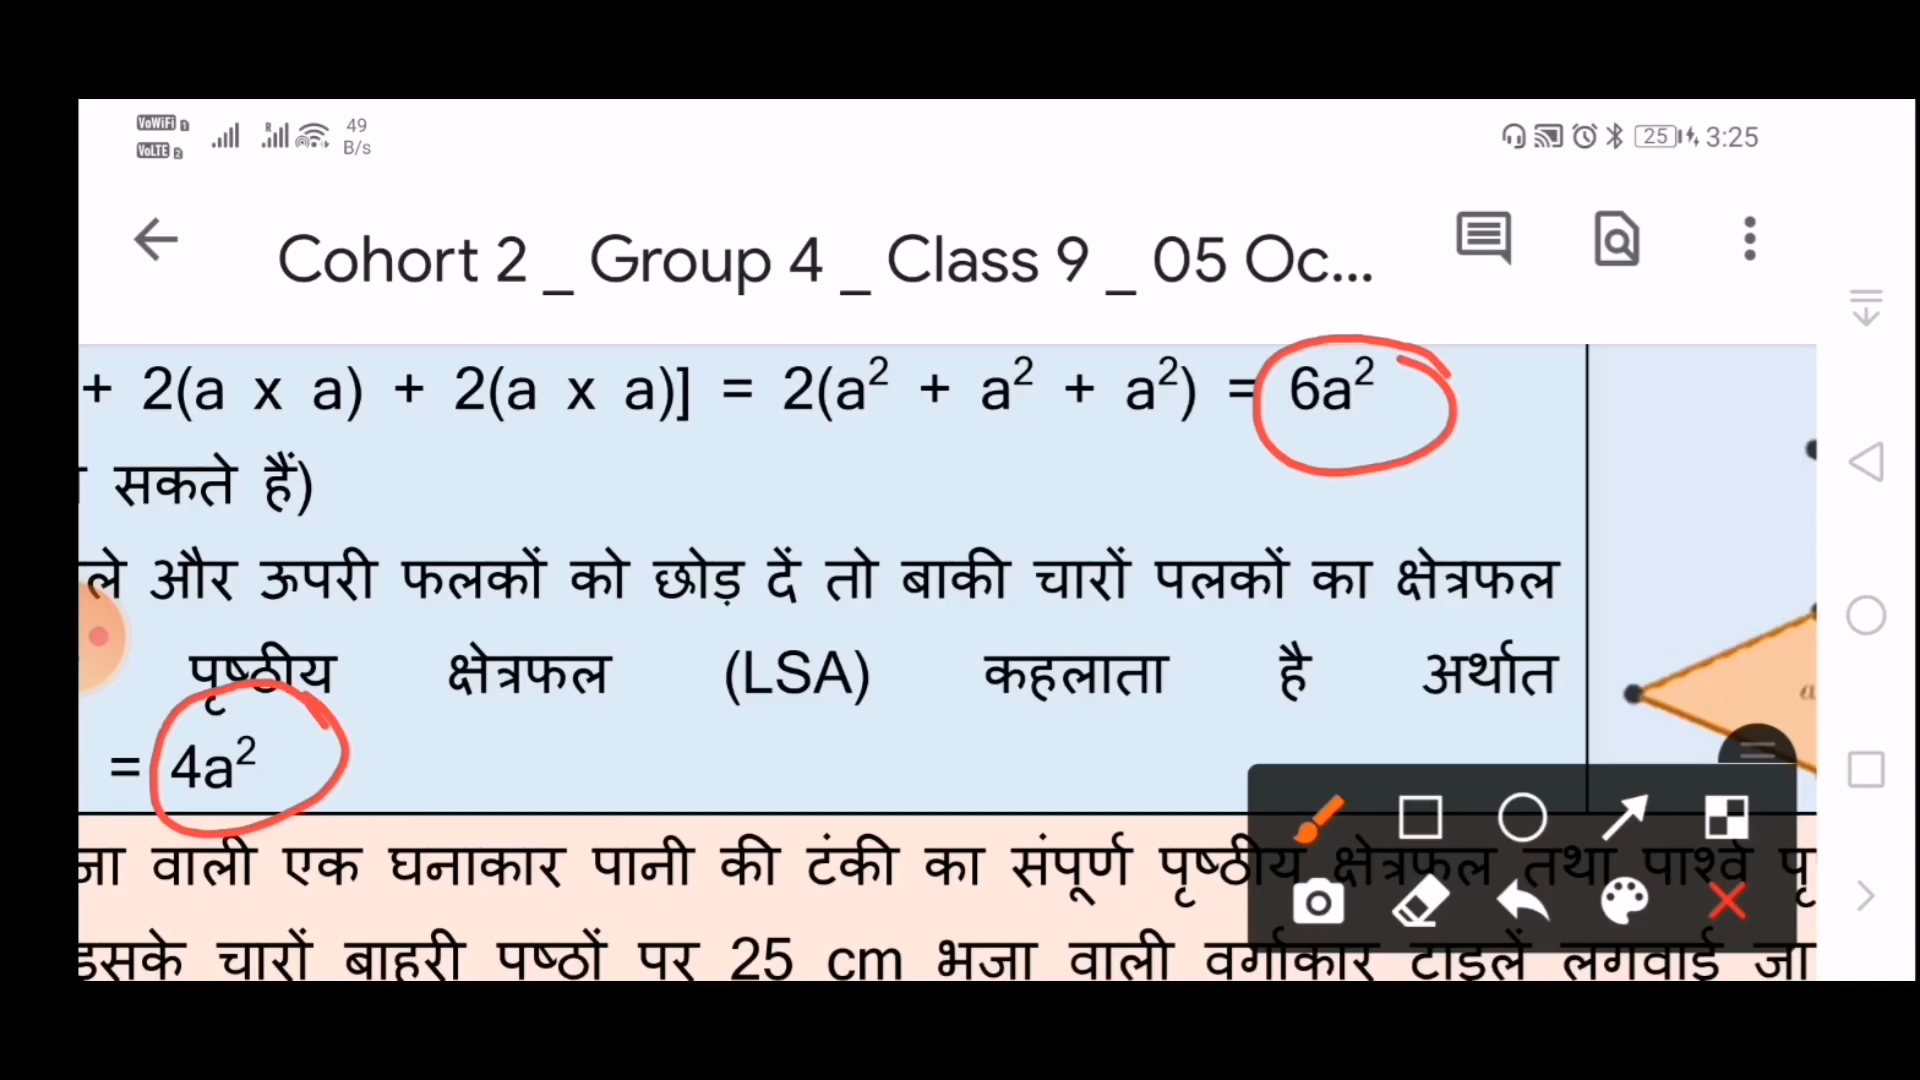 VoWiFi 1
VoLTE 2
R
49
B/s
25
3:25
Cohort 2 _ Group 4 _ Class 9 _ 05 Oc...
+ 2(a x a) + 2(a x a)] = 2(a² + a² + a²) = 6a²
सकते हैं)
ले और ऊपरी फलकों को छोड़ दें तो बाकी चारों पलकों का क्षेत्रफल
पृष्ठीय क्षेत्रफल (LSA) कहलाता है अर्थात
a
= 4a²
वाली एक घनाकार पानी की टंकी का संपूर्ण पृष्ठीय क्षेत्रफल तथा पार्श्व पृ
इसके चारों बाहरी पृष्ठों पर 25 cm भुजा वाली वर्गाकार टाइलें लगवाई जा